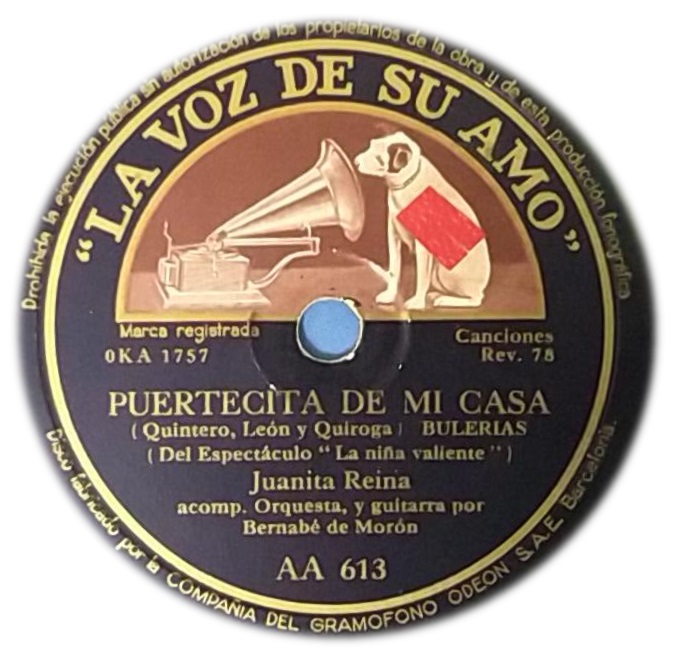 Prohibida la ejecución pública sin autorización de los propietarios de la obra y de esta producción fonográfica
"LA VOZ DE SU AMO"
Marca registrada
0KA 1757
Canciones
Rev. 78
PUERTECITA DE MI CASA
(Quintero, León y Quiroga) BULERIAS
(Del Espectáculo "La niña valiente")
Juanita Reina
acomp. Orquesta, y guitarra por
Bernabé de Morón
AA 613
Disco fabricado por la COMPAÑIA DEL GRAMOFONO ODEON S.A.E. Barcelona.